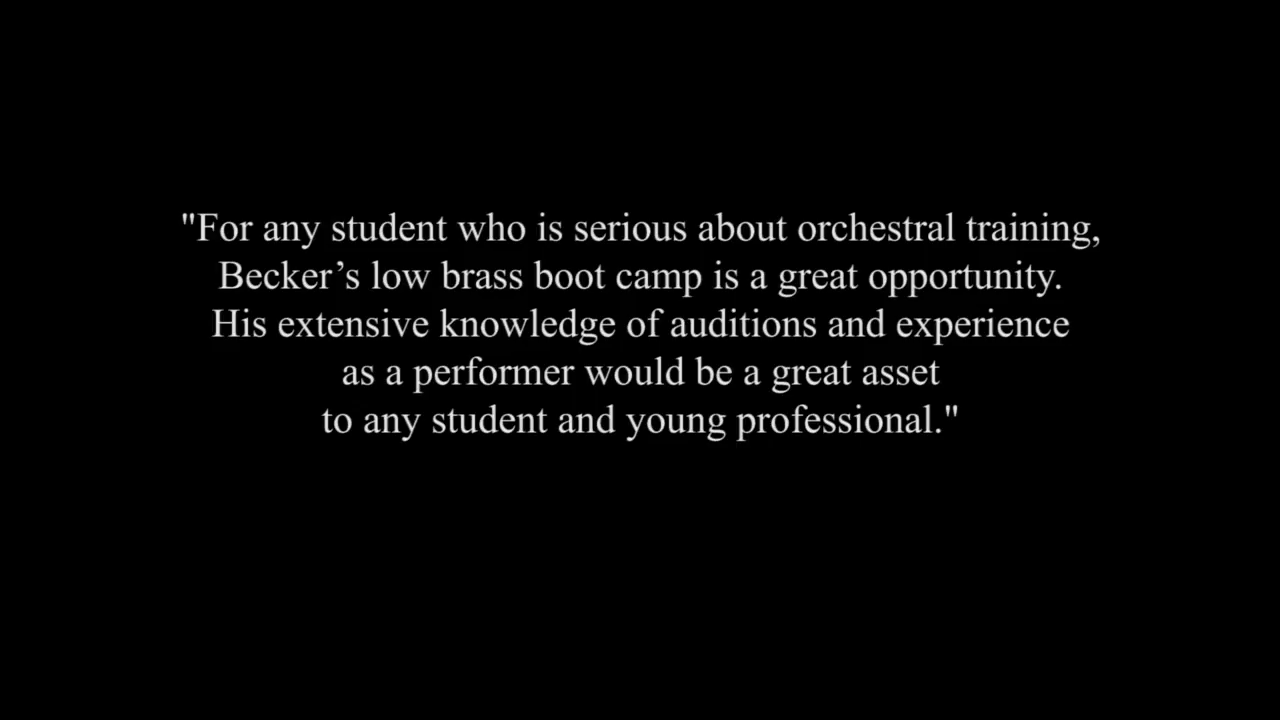 "For any student who is serious about orchestral training,
Becker’s low brass boot camp is a great opportunity.
His extensive knowledge of auditions and experience
as a performer would be a great asset
to any student and young professional."